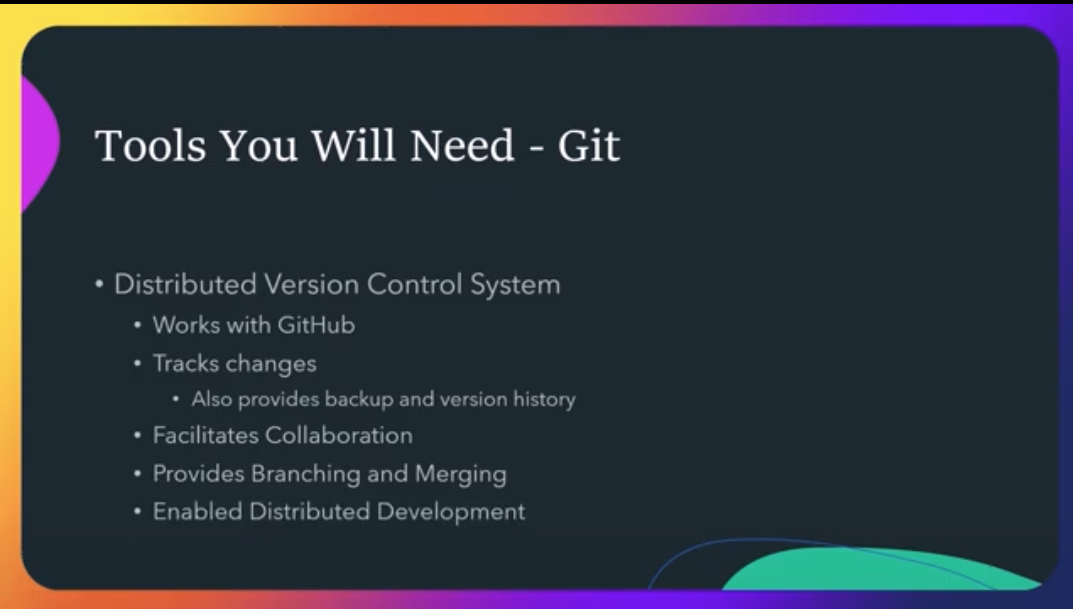 Tools You Will Need - Git
• Distributed Version Control System
• Works with GitHub
• Tracks changes
• Also provides backup and version history
• Facilitates Collaboration
• Provides Branching and Merging
• Enabled Distributed Development